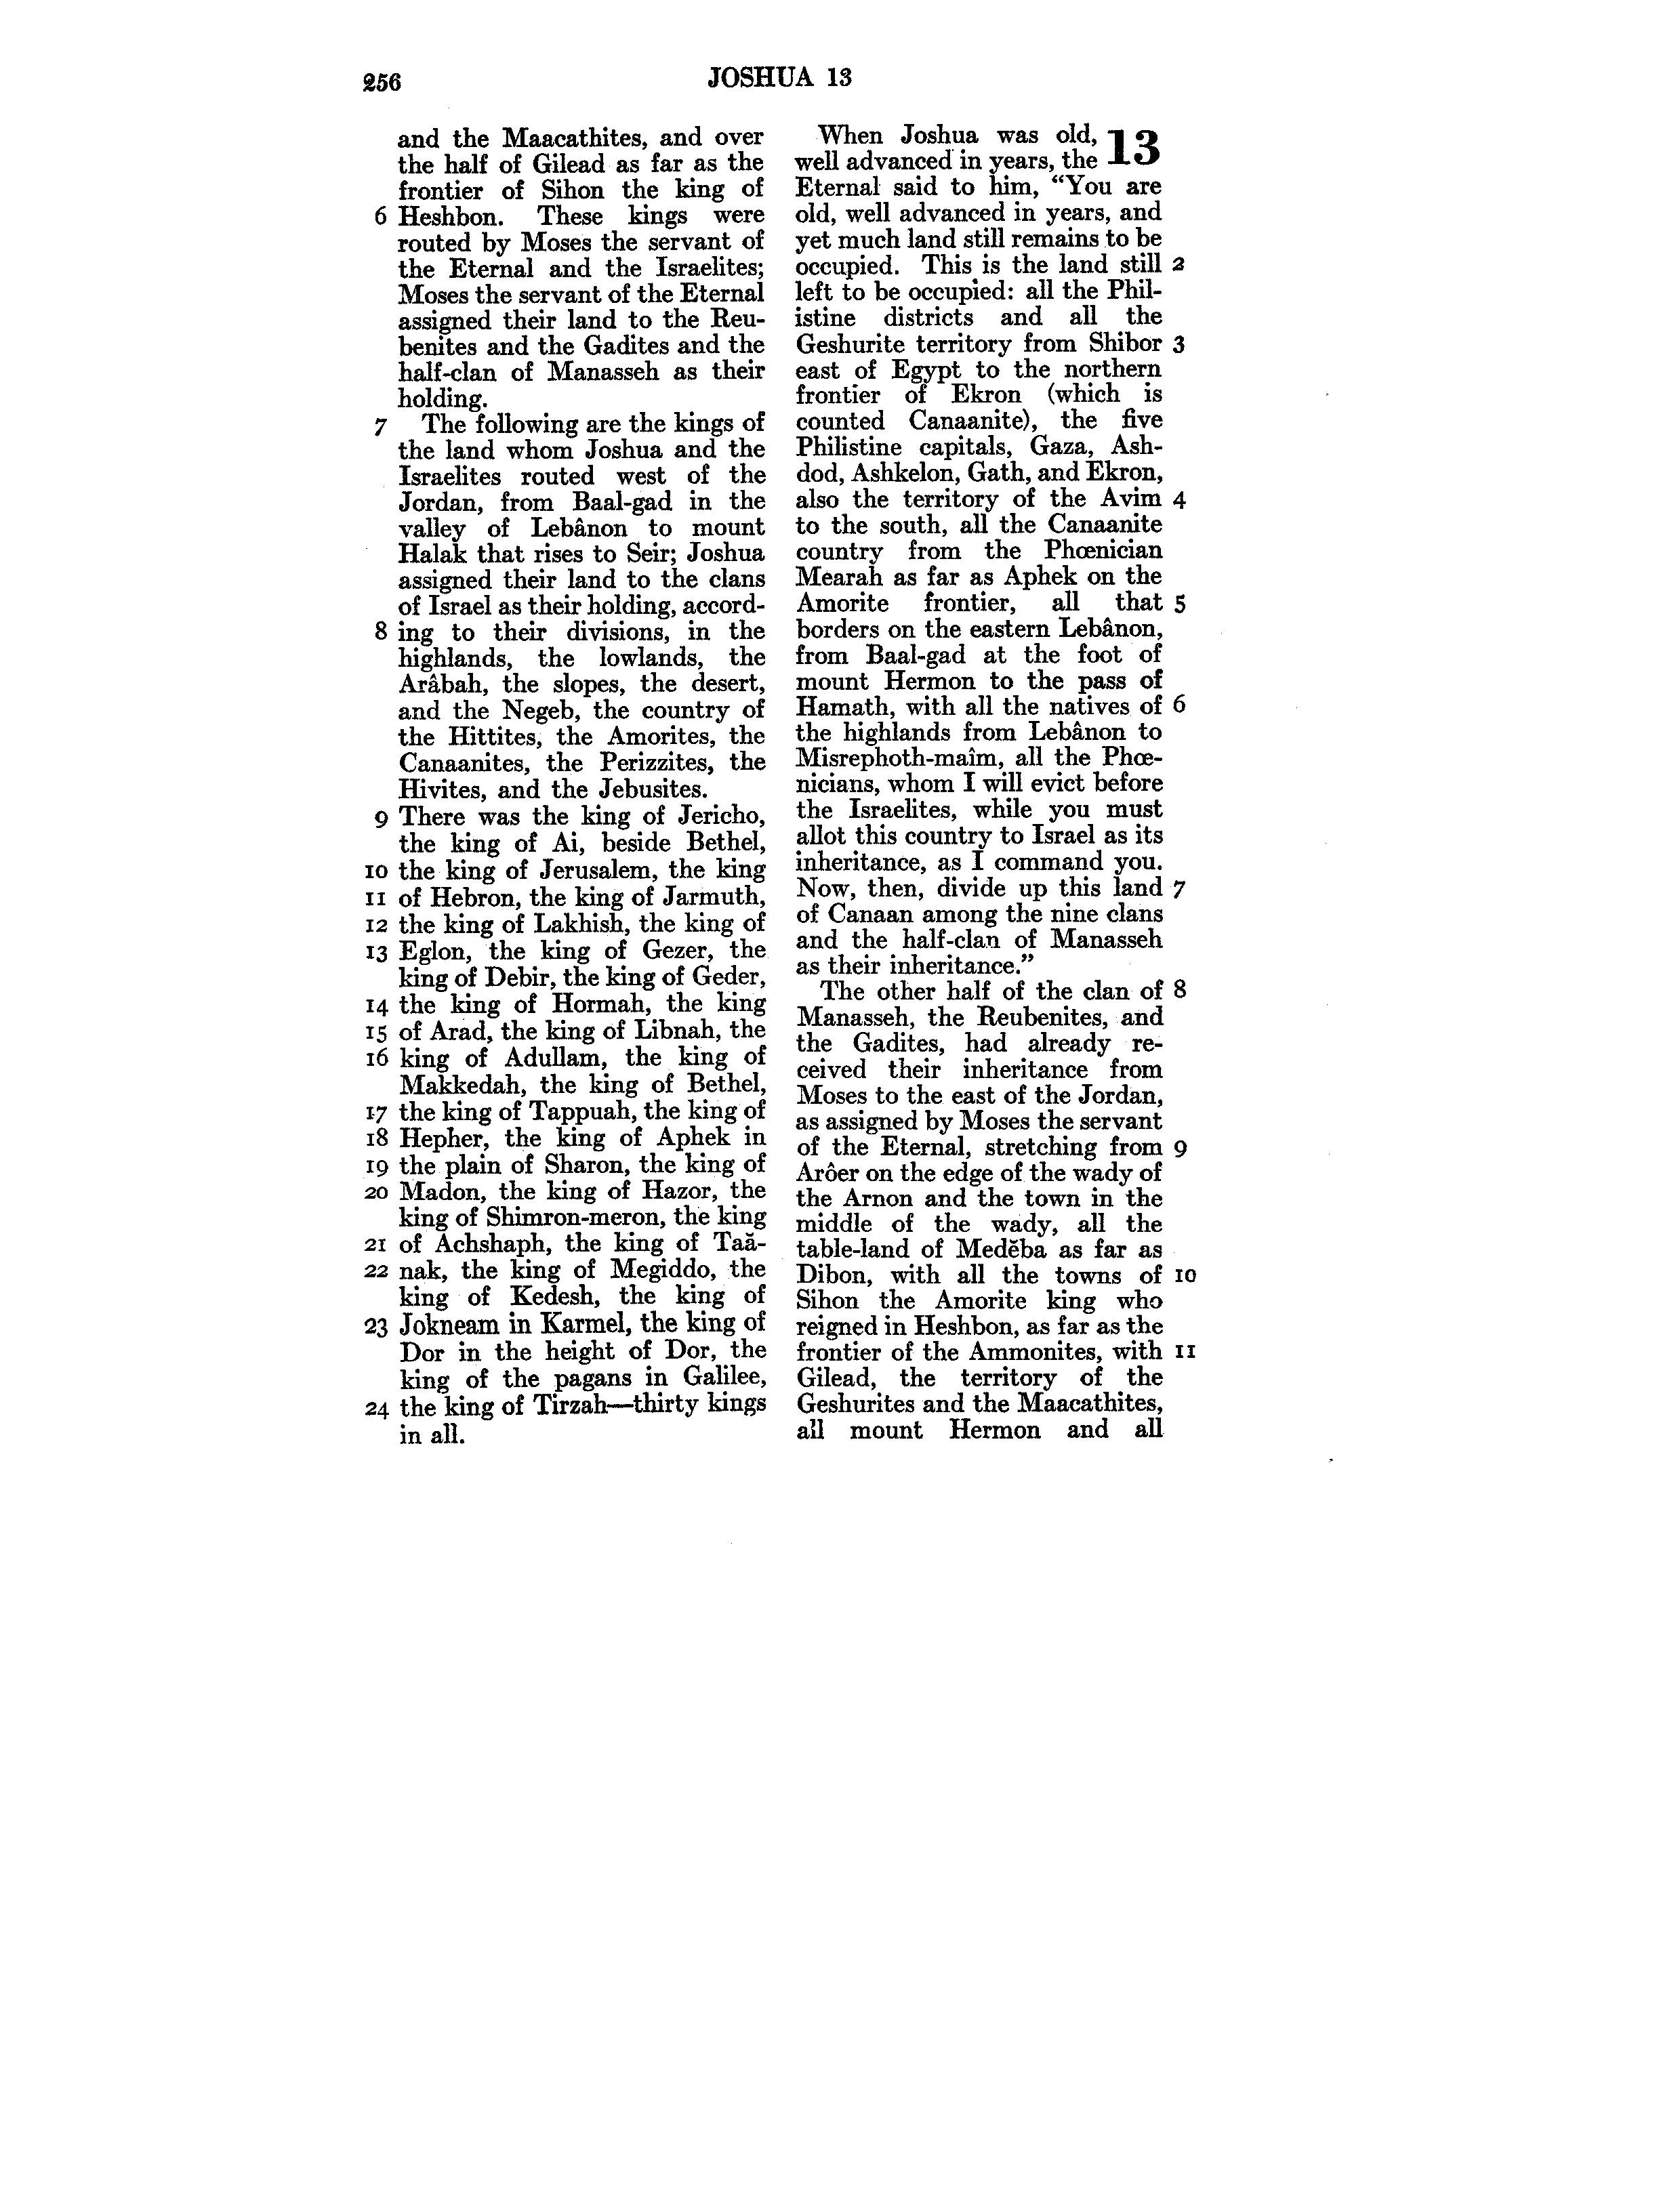 256
JOSHUA 13
and the Maacathites, and over
the half of Gilead as far as the
frontier of Sihon the king of
6 Heshbon. These kings were
routed by Moses the servant of
the Eternal and the Israelites;
Moses the servant of the Eternal
assigned their land to the Reu-
benites and the Gadites and the
half-clan of Manasseh as their
holding.
7 The following are the kings of
the land whom Joshua and the
Israelites routed west of the
Jordan, from Baal-gad in the
valley of Lebânon to mount
Halak that rises to Seir; Joshua
assigned their land to the clans
of Israel as their holding, accord-
8 ing to their divisions, in the
highlands, the lowlands, the
Arâbah, the slopes, the desert,
and the Negeb, the country of
the Hittites, the Amorites, the
Canaanites, the Perizzites, the
Hivites, and the Jebusites.
9 There was the king of Jericho,
the king of Ai, beside Bethel,
10 the king of Jerusalem, the king
11 of Hebron, the king of Jarmuth,
12 the king of Lakhish, the king of
13 Eglon, the king of Gezer, the
king of Debir, the king of Geder,
14 the king of Hormah, the king
15 of Arad, the king of Libnah, the
16 king of Adullam, the king of
Makkedah, the king of Bethel,
17 the king of Tappuah, the king of
18 Hepher, the king of Aphek in
19 the plain of Sharon, the king of
20 Madon, the king of Hazor, the
king of Shimron-meron, the king
21 of Achshaph, the king of Taă-
22 nak, the king of Megiddo, the
king of Kedesh, the king of
23 Jokneam in Karmel, the king of
Dor in the height of Dor, the
king of the pagans in Galilee,
24 the king of Tirzah—thirty kings
in all.
When Joshua was old, 13
well advanced in years, the
Eternal said to him, “You are
old, well advanced in years, and
yet much land still remains to be
occupied. This is the land still 2
left to be occupied: all the Phil-
istine districts and all the
Geshurite territory from Shibor 3
east of Egypt to the northern
frontier of Ekron (which is
counted Canaanite), the five
Philistine capitals, Gaza, Ash-
dod, Ashkelon, Gath, and Ekron,
also the territory of the Avim 4
to the south, all the Canaanite
country from the Phœnician
Mearah as far as Aphek on the
Amorite frontier, all that 5
borders on the eastern Lebânon,
from Baal-gad at the foot of
mount Hermon to the pass of
Hamath, with all the natives of 6
the highlands from Lebânon to
Misrephoth-maîm, all the Phœ-
nicians, whom I will evict before
the Israelites, while you must
allot this country to Israel as its
inheritance, as I command you.
Now, then, divide up this land 7
of Canaan among the nine clans
and the half-clan of Manasseh
as their inheritance.”
The other half of the clan of 8
Manasseh, the Reubenites, and
the Gadites, had already re-
ceived their inheritance from
Moses to the east of the Jordan,
as assigned by Moses the servant
of the Eternal, stretching from 9
Arôer on the edge of the wady of
the Arnon and the town in the
middle of the wady, all the
table-land of Medĕba as far as
Dibon, with all the towns of 10
Sihon the Amorite king who
reigned in Heshbon, as far as the
frontier of the Ammonites, with 11
Gilead, the territory of the
Geshurites and the Maacathites,
all mount Hermon and all